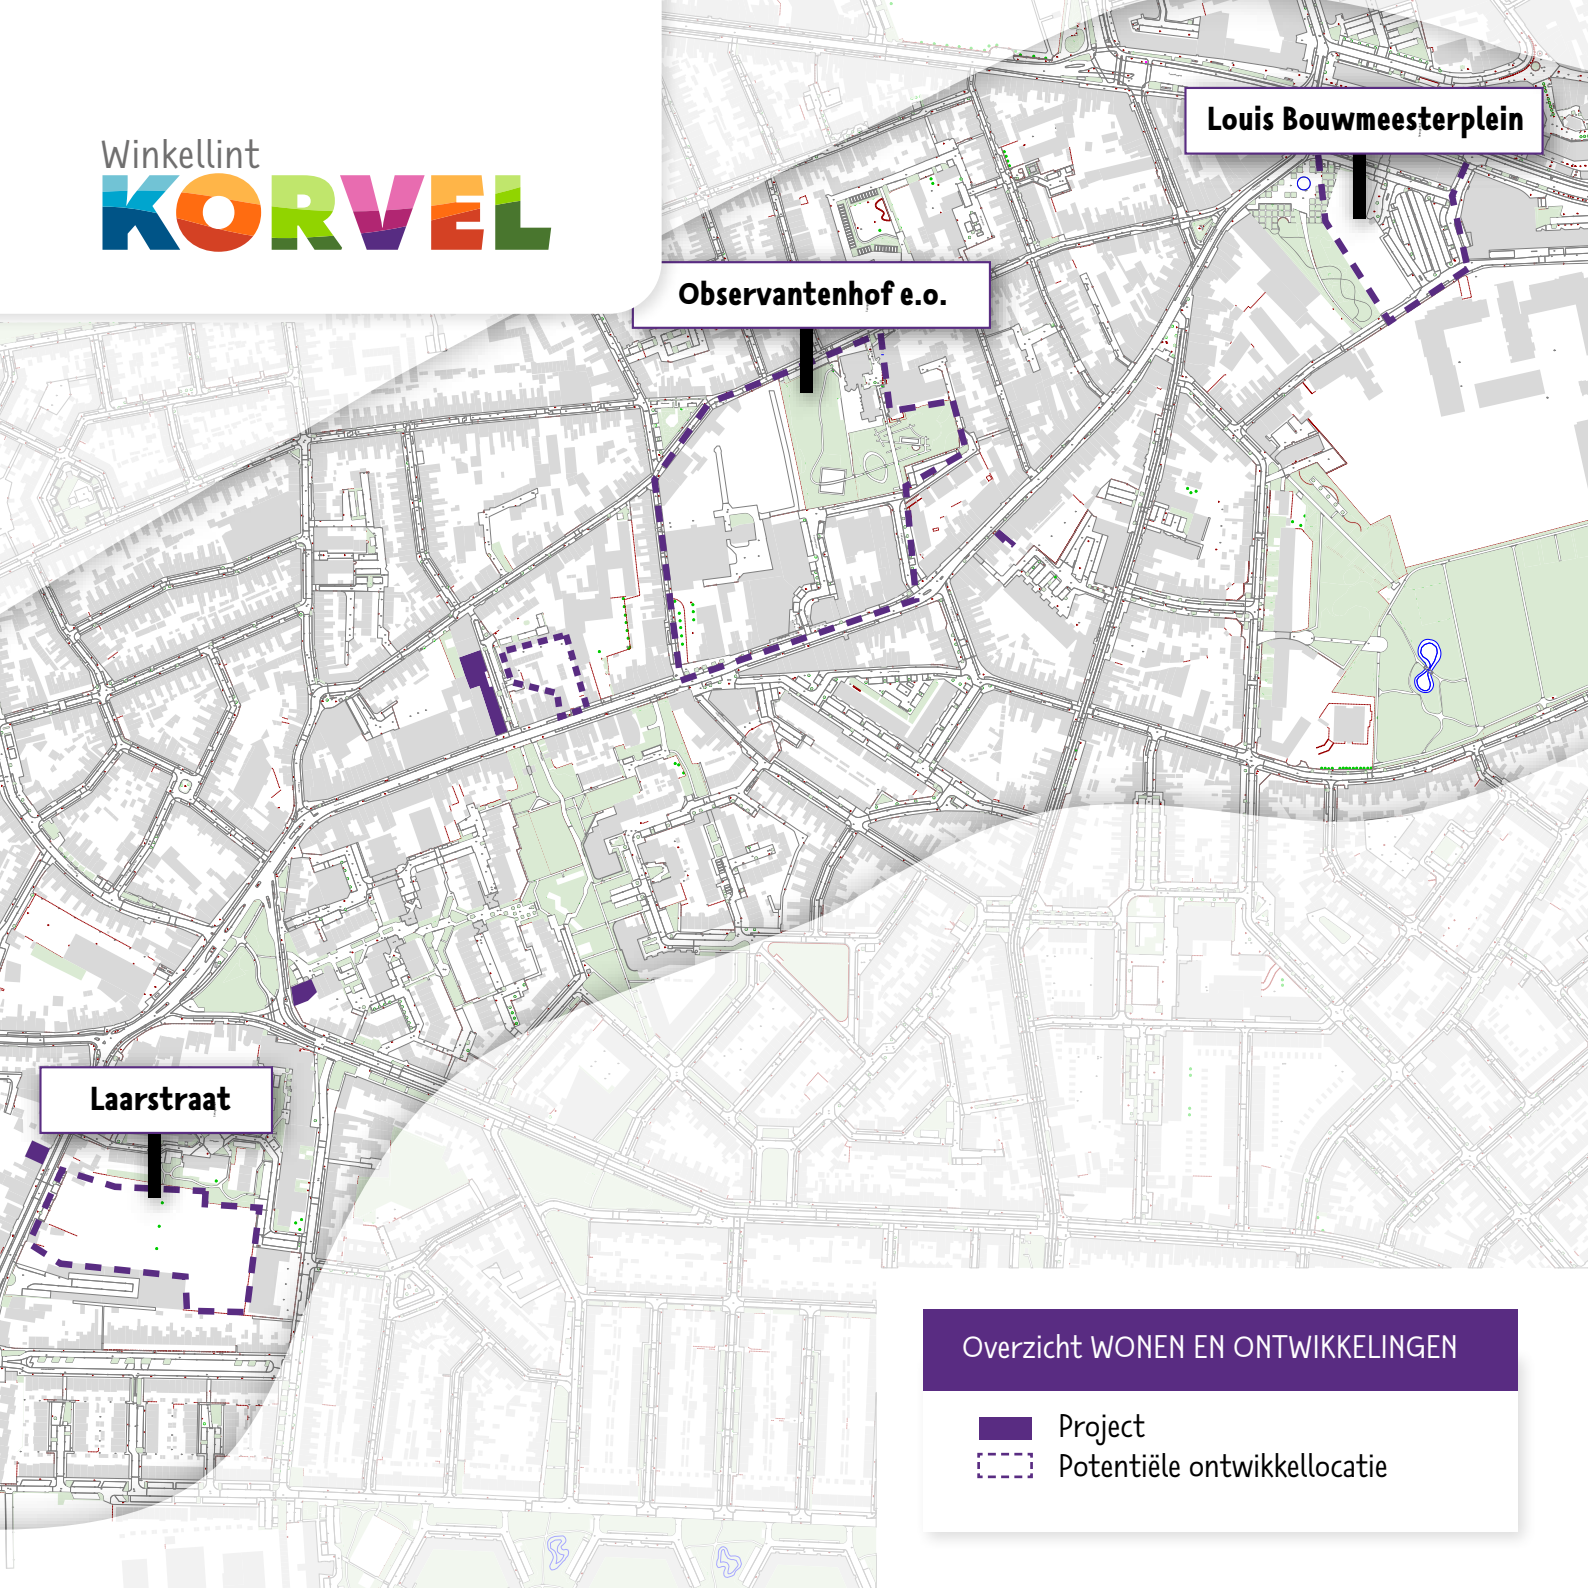 Winkellint
KORVEL
Louis Bouwmeesterplein
Observantenhof e.o.
Laarstraat
Overzicht WONEN EN ONTWIKKELINGEN
Project
Potentiële ontwikkellocatie